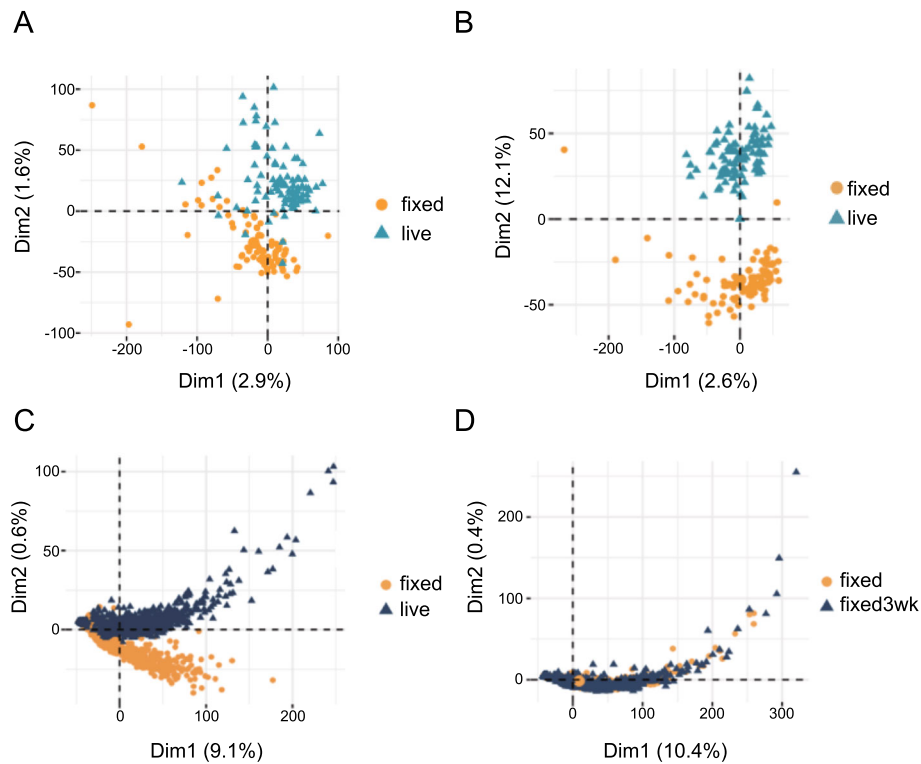 A
B
100
50
0
-50
-100
-200
-100
0
100
Dim2 (1.6%)
Dim1 (2.9%)
fixed
live
50
0
-50
-200
-100
0
Dim2 (12.1%)
Dim1 (2.6%)
fixed
live
C
D
100
50
0
0
100
200
Dim2 (0.6%)
Dim1 (9.1%)
fixed
live
200
100
0
0
100
200
300
Dim2 (0.4%)
Dim1 (10.4%)
fixed
fixed3wk